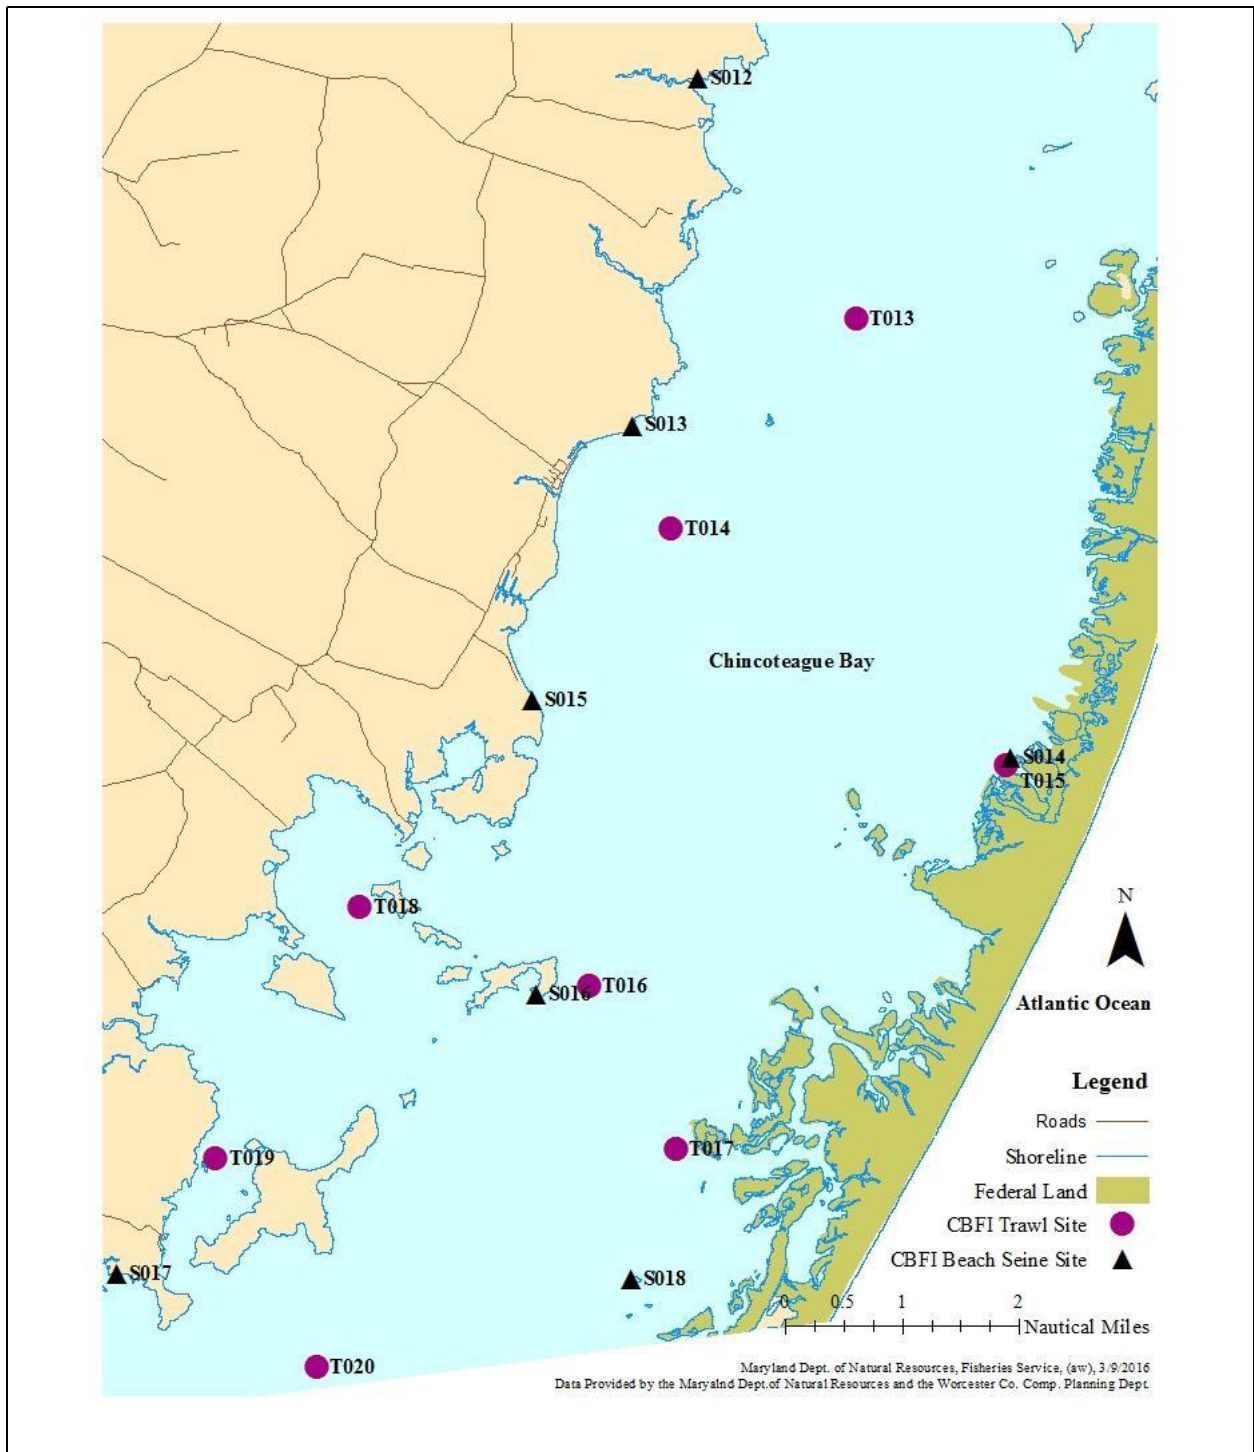 S012
T013
S013
T014
Chincoteague Bay
S015
S014
T015
T018
N
T016
S016
Atlantic Ocean
Legend
Roads
Shoreline
Federal Land
CBFI Trawl Site
CBFI Beach Seine Site
T017
T019
S017
S018
0 0.5 1 2
Nautical Miles
T020
Maryland Dept. of Natural Resources, Fisheries Service, (aw), 3/9/2016
Data Provided by the Maryalnd Dept.of Natural Resources and the Worcester Co. Comp. Planning Dept.